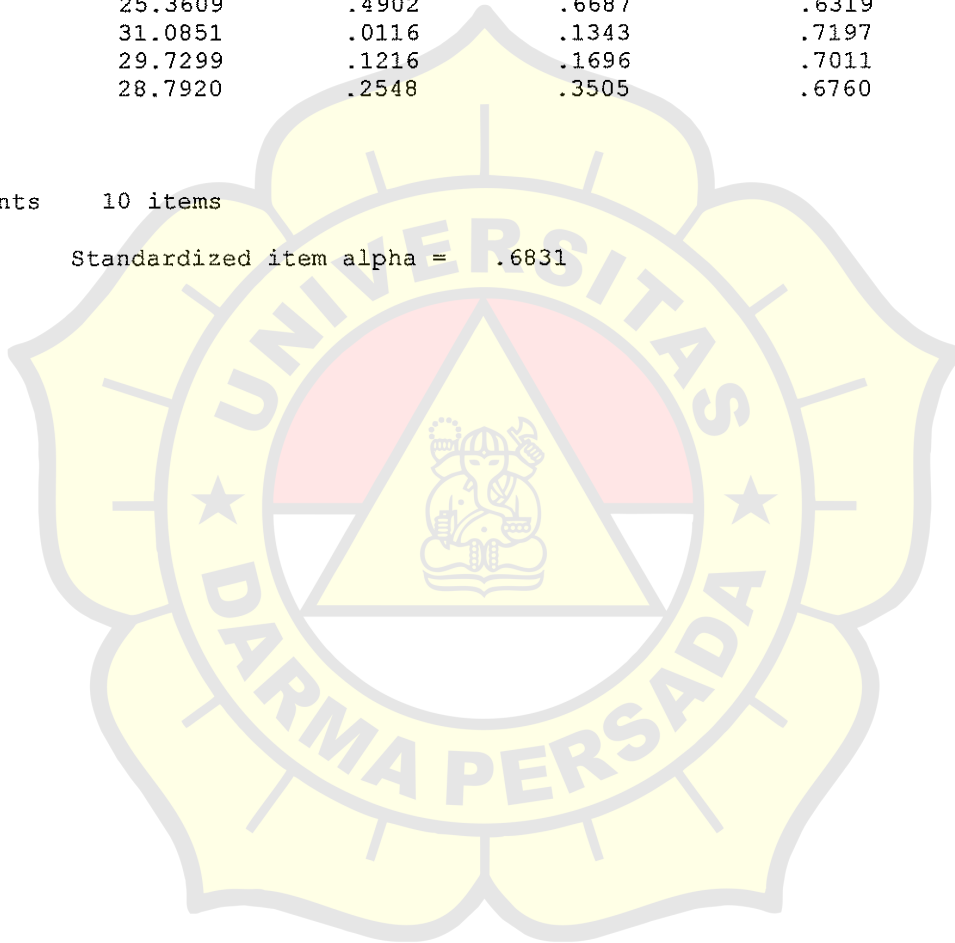 25.3609 .4902 .6687 .6319
31.0851 .0116 .1343 .7197
29.7299 .1216 .1696 .7011
28.7920 .2548 .3505 .6760
nts 10 items
Standardized item alpha = .6831
UNIVERSITAS
DARMA PERSADA